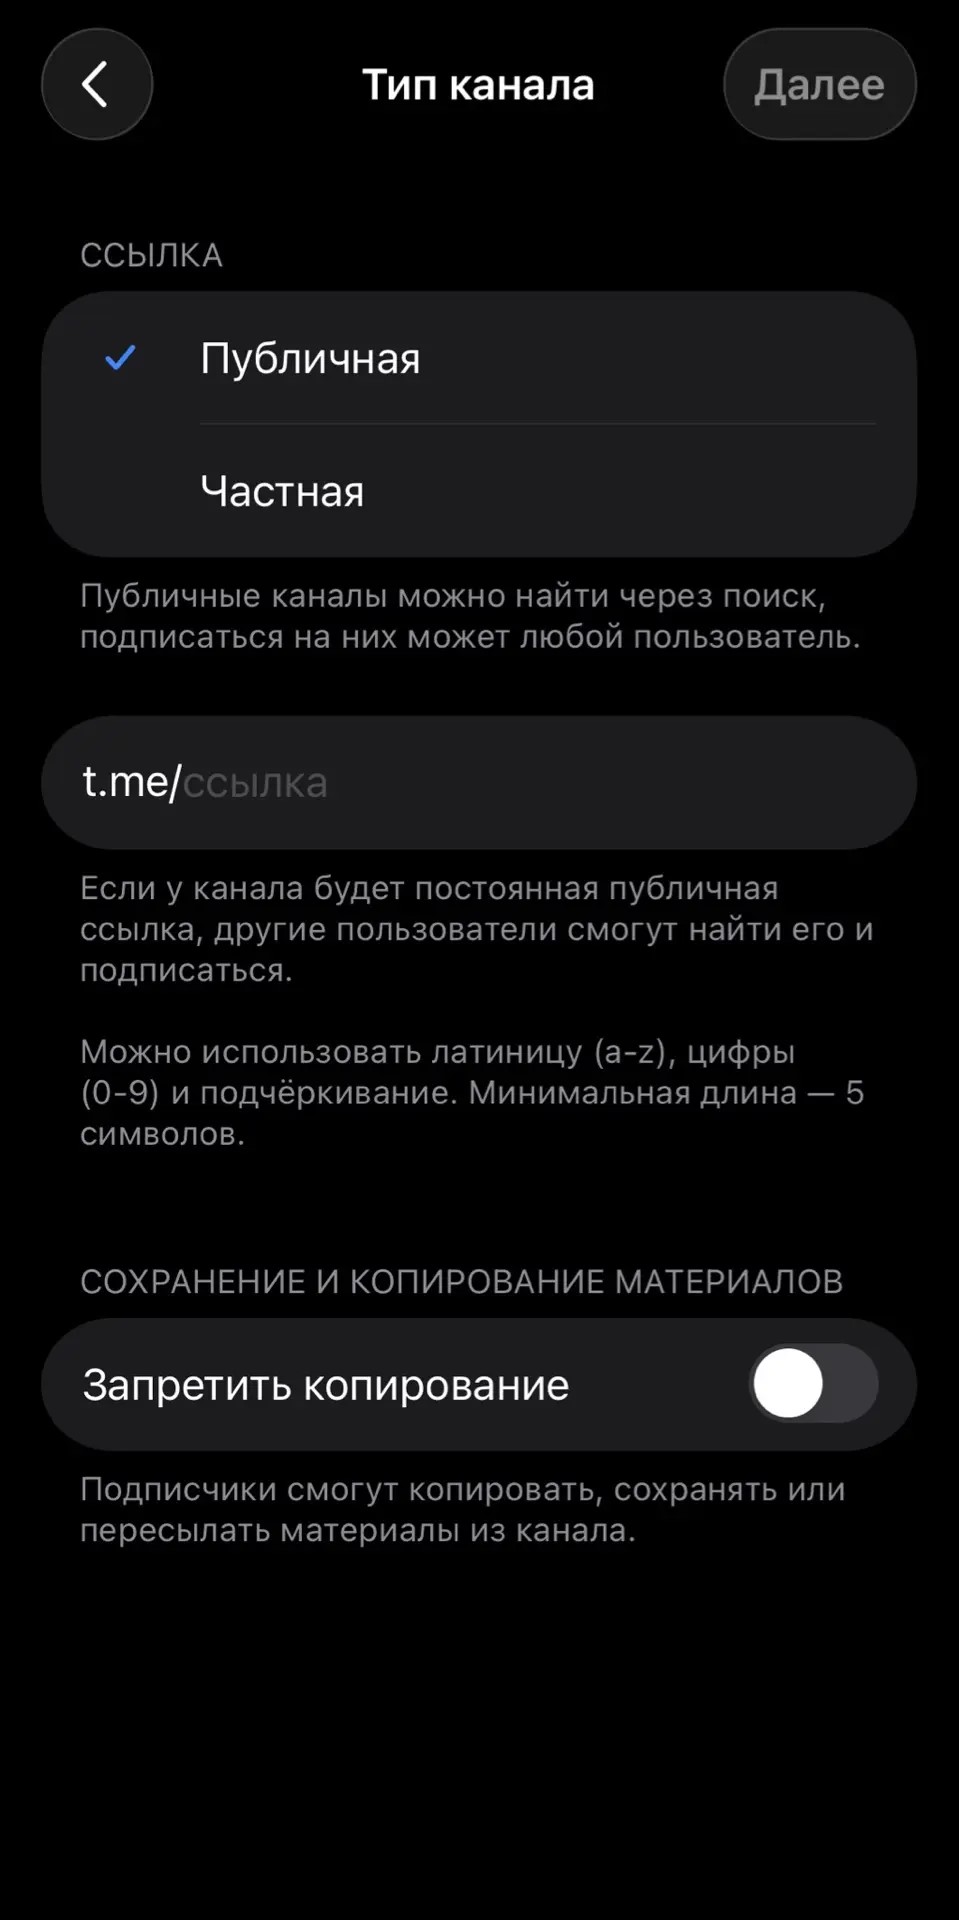 Тип канала
Далее
ССЫЛКА
Публичная
Частная
Публичные каналы можно найти через поиск,
подписаться на них может любой пользователь.
t.me/ссылка
Если у канала будет постоянная публичная
ссылка, другие пользователи смогут найти его и
подписаться.
Можно использовать латиницу (a-z), цифры
(0-9) и подчёркивание. Минимальная длина — 5
символов.
СОХРАНЕНИЕ И КОПИРОВАНИЕ МАТЕРИАЛОВ
Запретить копирование
Подписчики смогут копировать, сохранять или
пересылать материалы из канала.